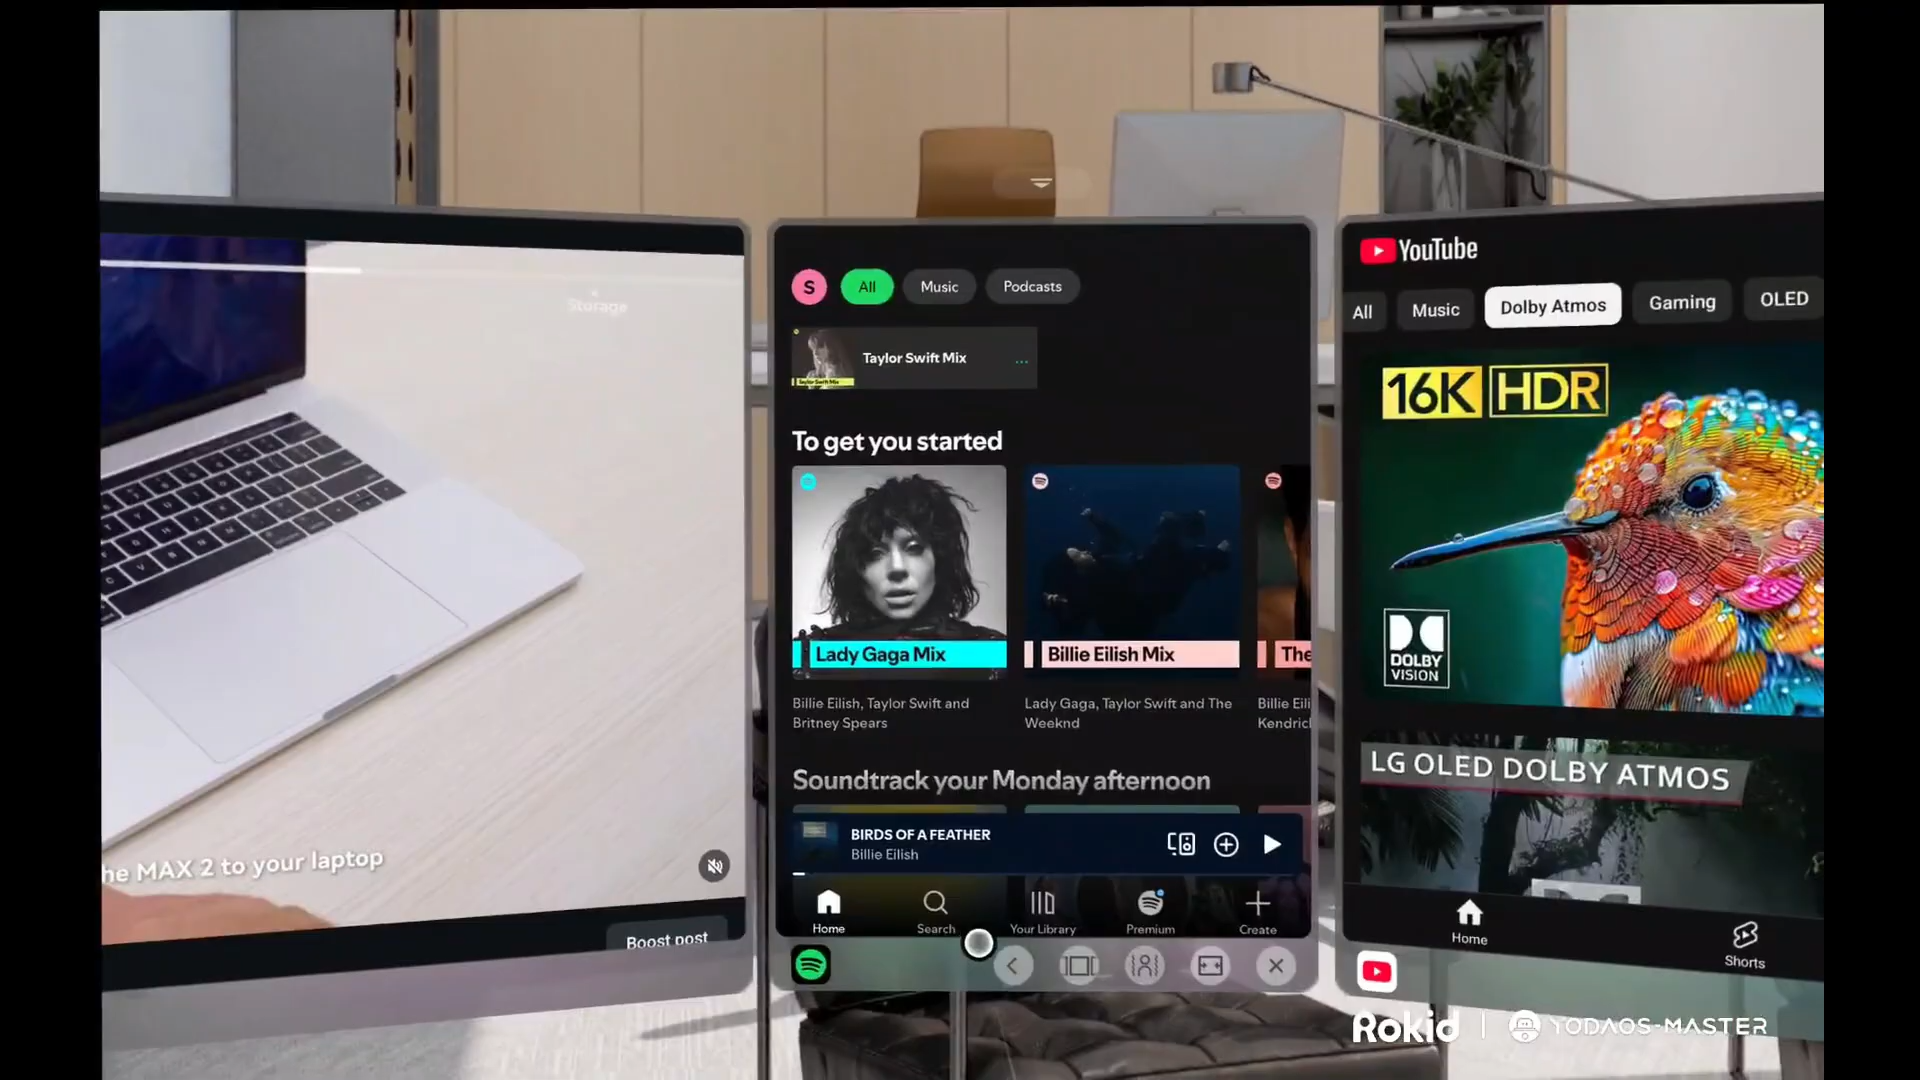 Storage
he MAX 2 to your laptop
Boost post
S
All
Music
Podcasts
Taylor Swift Mix
Taylor Swift Mix
...
To get you started
Lady Gaga Mix
Billie Eilish Mix
The
Billie Eilish, Taylor Swift and
Britney Spears
Lady Gaga, Taylor Swift and The
Weeknd
Billie Eili
Kendric
Soundtrack your Monday afternoon
BIRDS OF A FEATHER
Billie Eilish
Home
Search
Your Library
Premium
Create
YouTube
All
Music
Dolby Atmos
Gaming
OLED
16K HDR
DOLBY
VISION
LG OLED DOLBY ATMOS
Home
Shorts
Rokid | YODAOS-MASTER